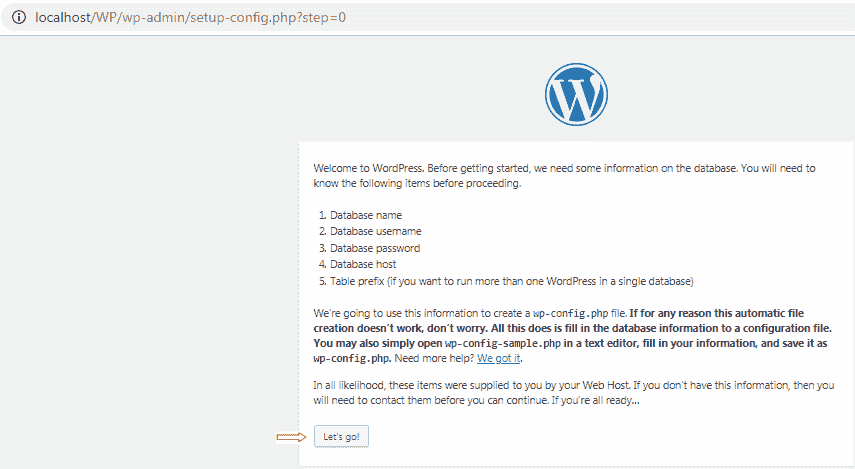 localhost/WP/wp-admin/setup-config.php?step=0
W
Welcome to WordPress. Before getting started, we need some information on the database. You will need to
know the following items before proceeding.
1. Database name
2. Database username
3. Database password
4. Database host
5. Table prefix (if you want to run more than one WordPress in a single database)
We're going to use this information to create a wp-config.php file. If for any reason this automatic file
creation doesn't work, don't worry. All this does is fill in the database information to a configuration file.
You may also simply open wp-config-sample.php in a text editor, fill in your information, and save it as
wp-config.php. Need more help? We got it.
In all likelihood, these items were supplied to you by your Web Host. If you don't have this information, then you
will need to contact them before you can continue. If you're all ready...
Let's go!